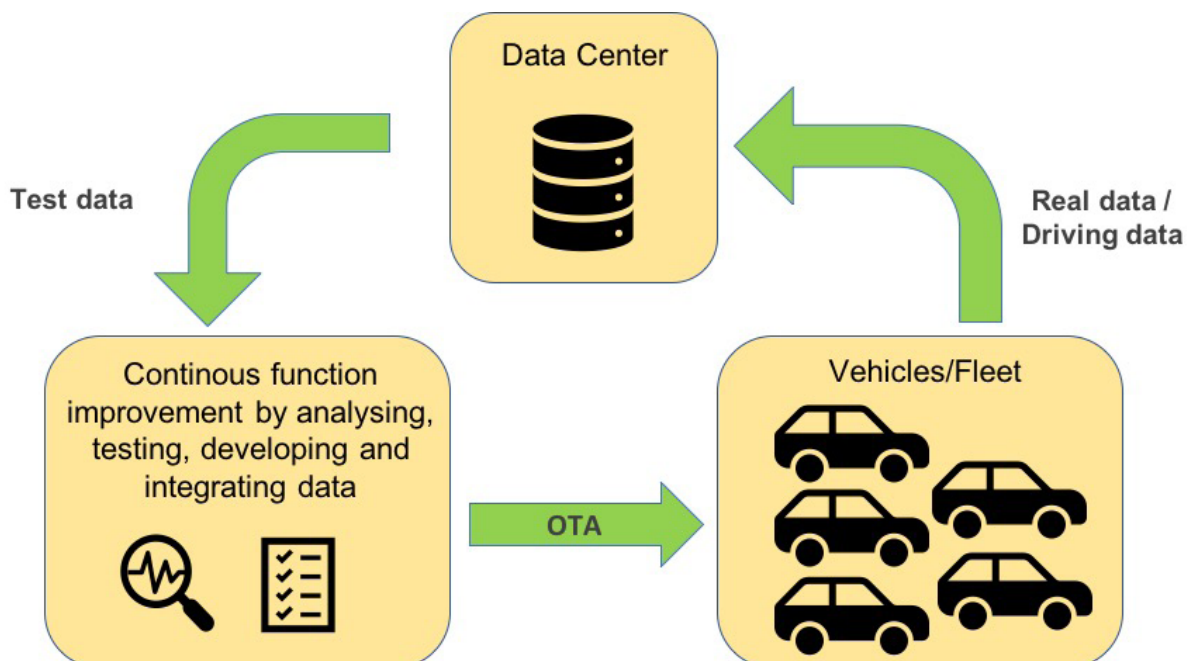 Data Center
Test data
Real data /
Driving data
Continous function
improvement by analysing,
testing, developing and
integrating data
OTA
Vehicles/Fleet